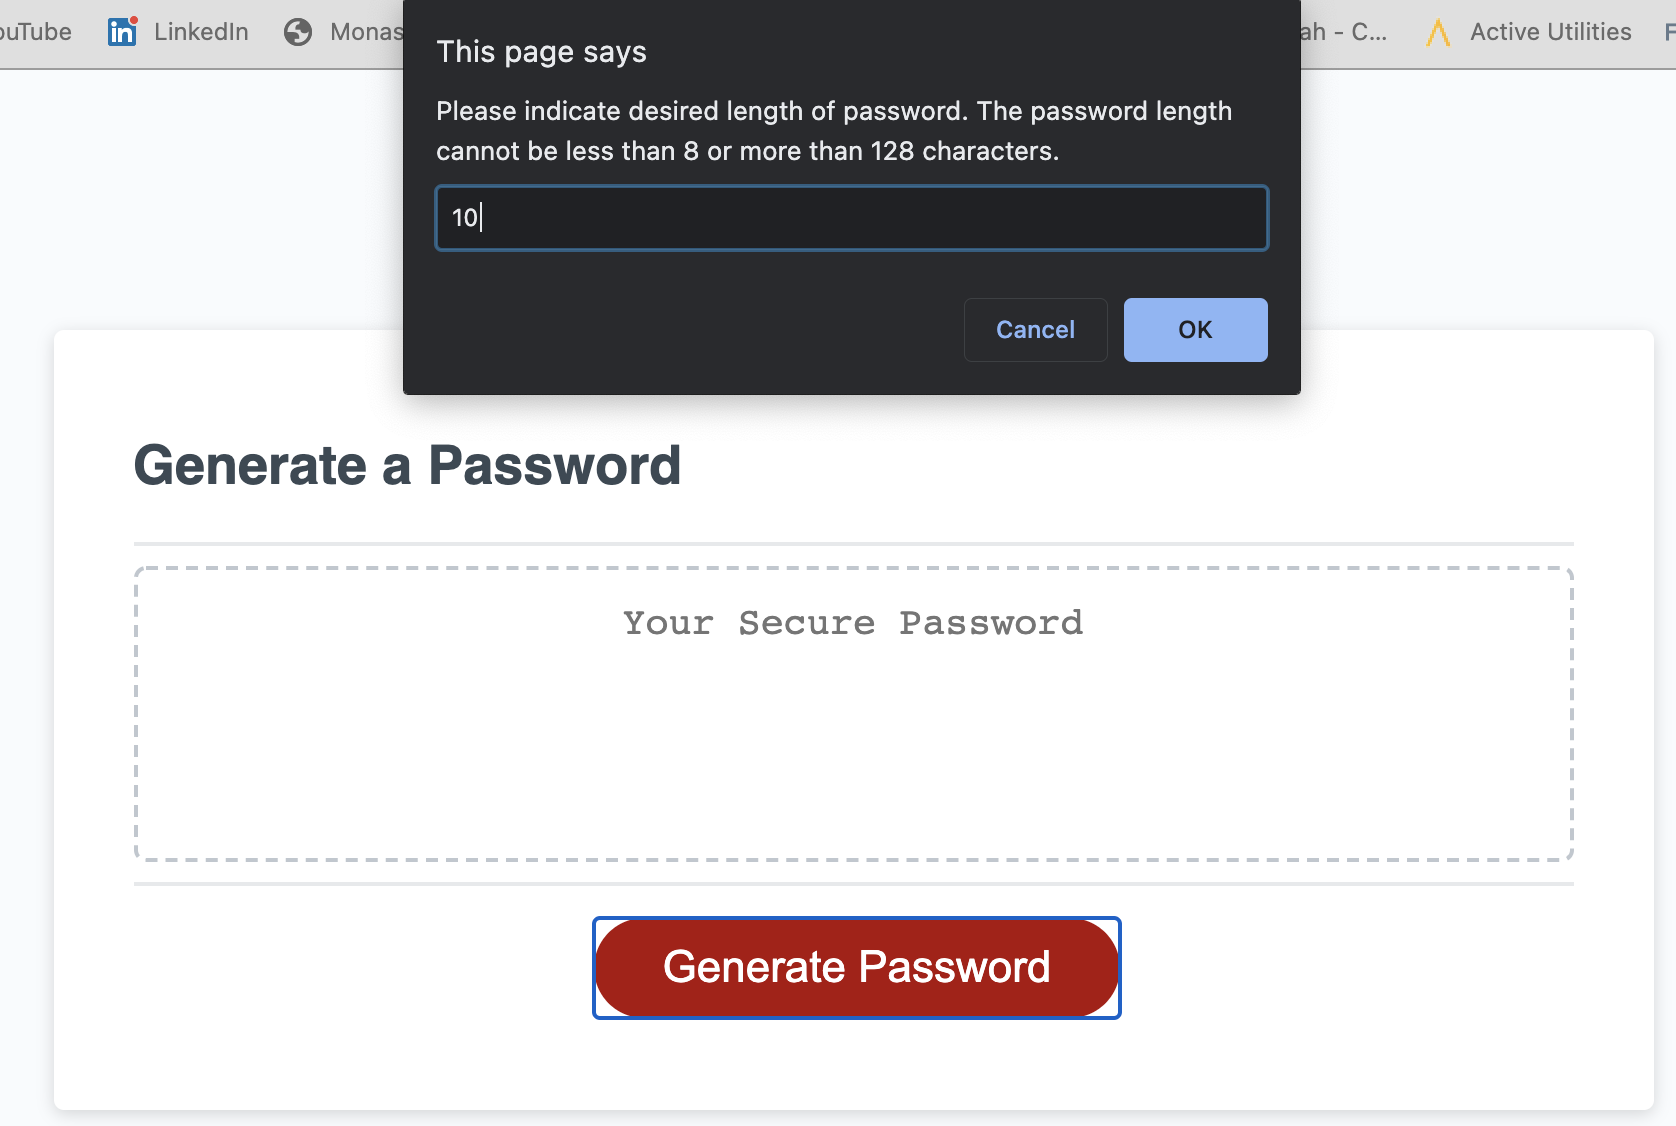 ouTube LinkedIn Monas ah - C... Active Utilities F
This page says
Please indicate desired length of password. The password length
cannot be less than 8 or more than 128 characters.
10
Cancel OK
Generate a Password
Your Secure Password
Generate Password